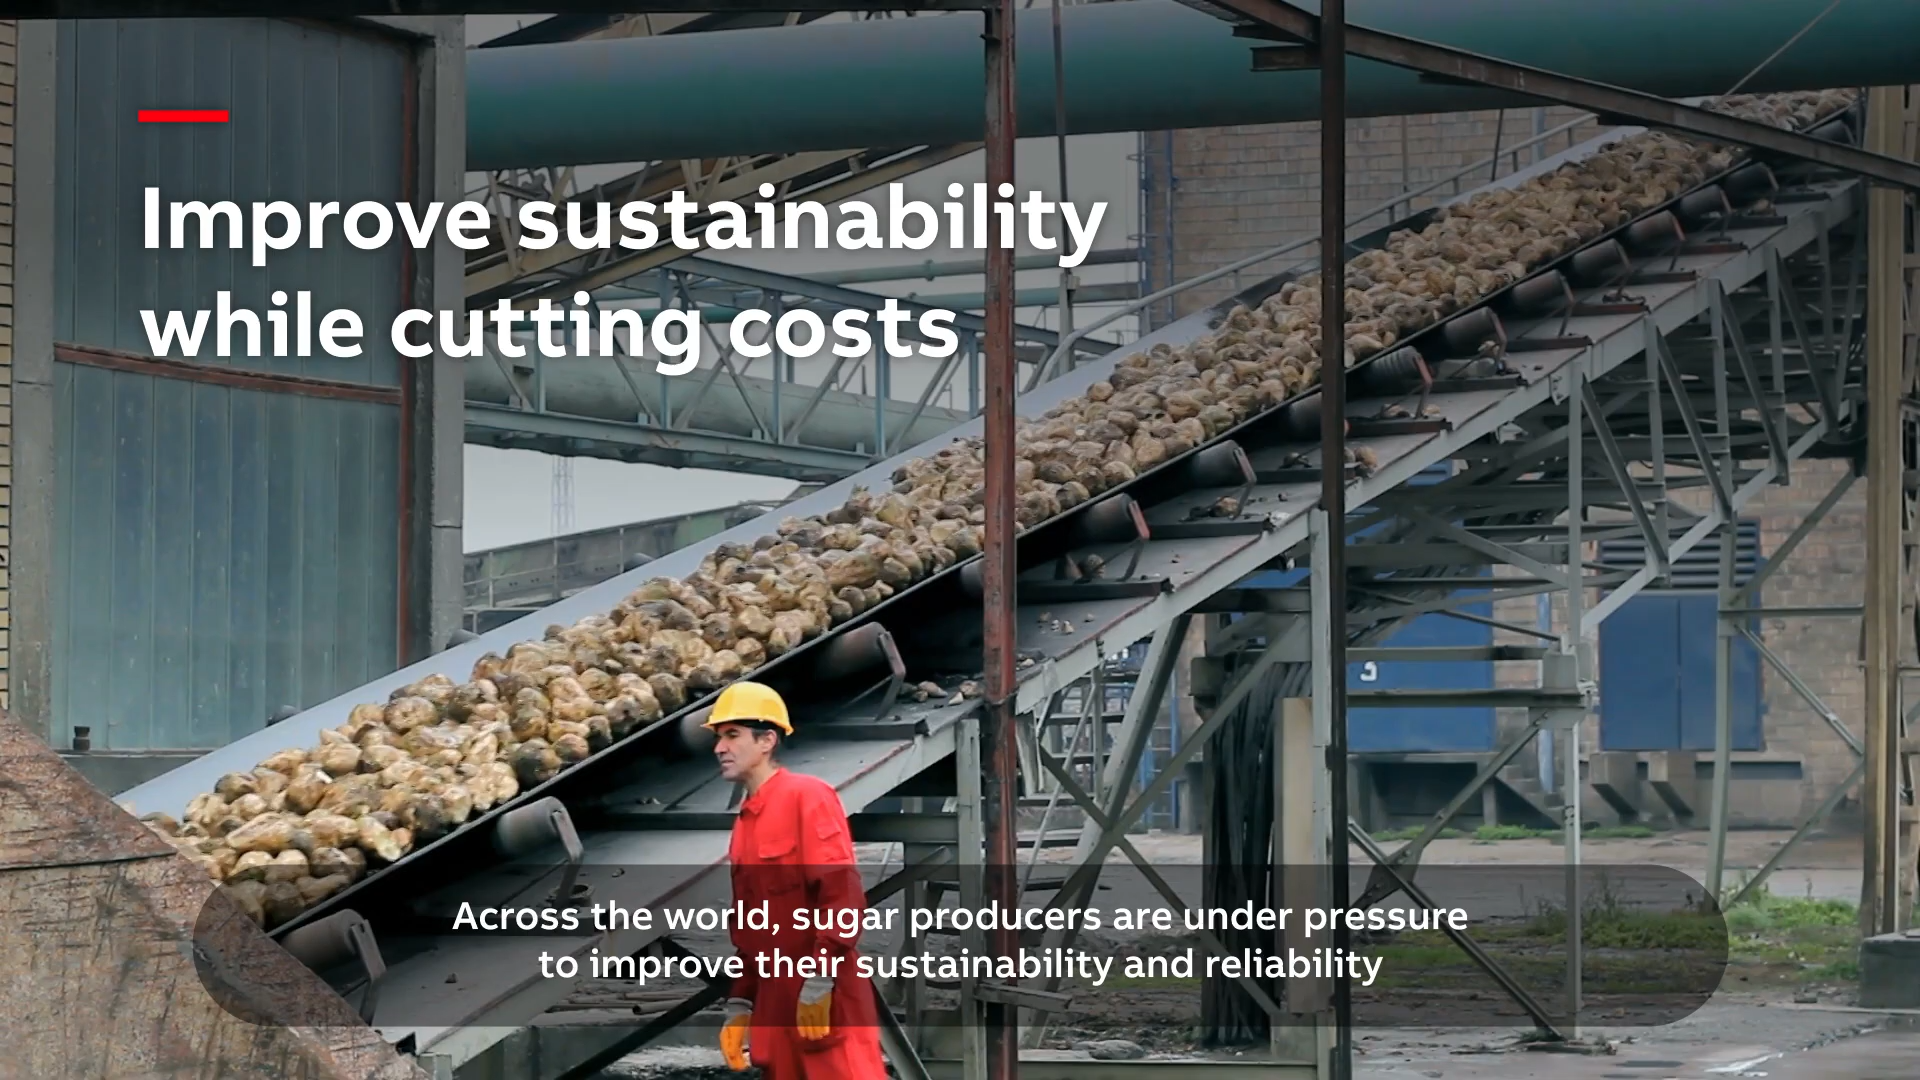 Improve sustainability
while cutting costs
3
Across the world, sugar producers are under pressure
to improve their sustainability and reliability